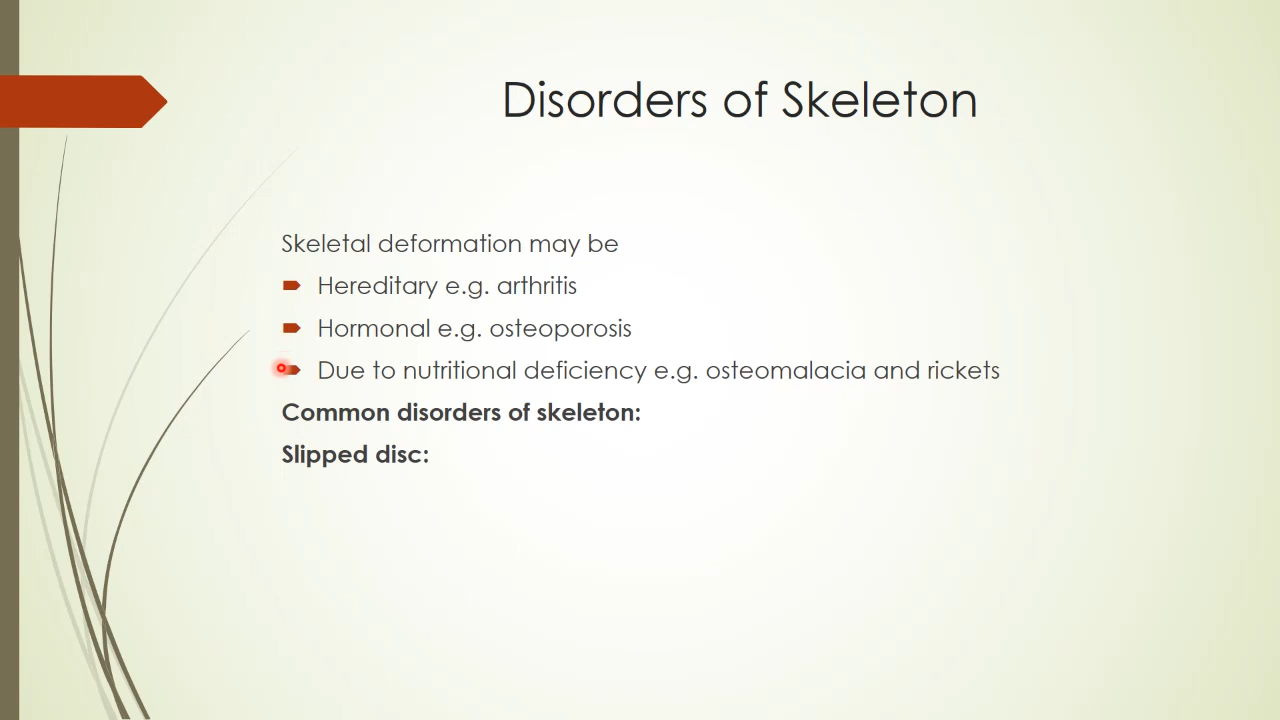 Disorders of Skeleton
Skeletal deformation may be
Hereditary e.g. arthritis
Hormonal e.g. osteoporosis
Due to nutritional deficiency e.g. osteomalacia and rickets
Common disorders of skeleton:
Slipped disc: